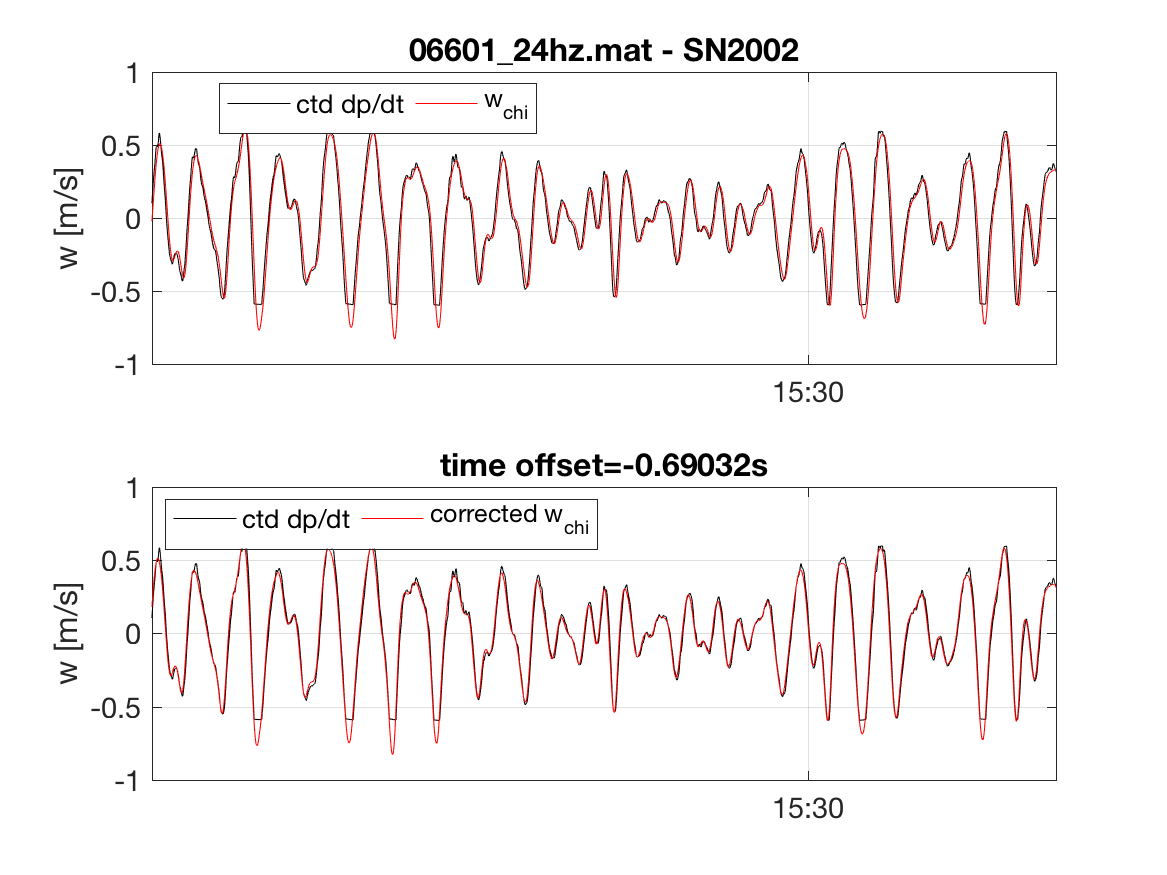 06601_24hz.mat - SN2002
ctd dp/dt w_chi
1
0.5
0
-0.5
-1
w [m/s]
15:30
time offset=-0.69032s
ctd dp/dt corrected w_chi
1
0.5
0
-0.5
-1
w [m/s]
15:30